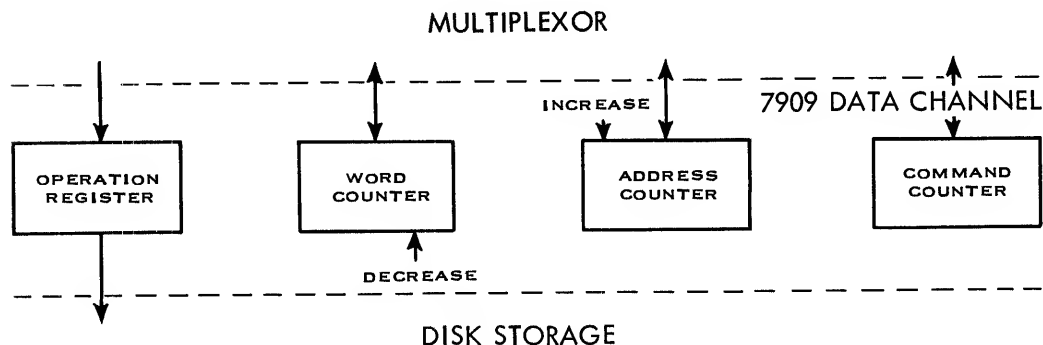 MULTIPLEXOR
7909 DATA CHANNEL
INCREASE
OPERATION
REGISTER
WORD
COUNTER
ADDRESS
COUNTER
COMMAND
COUNTER
DECREASE
DISK STORAGE